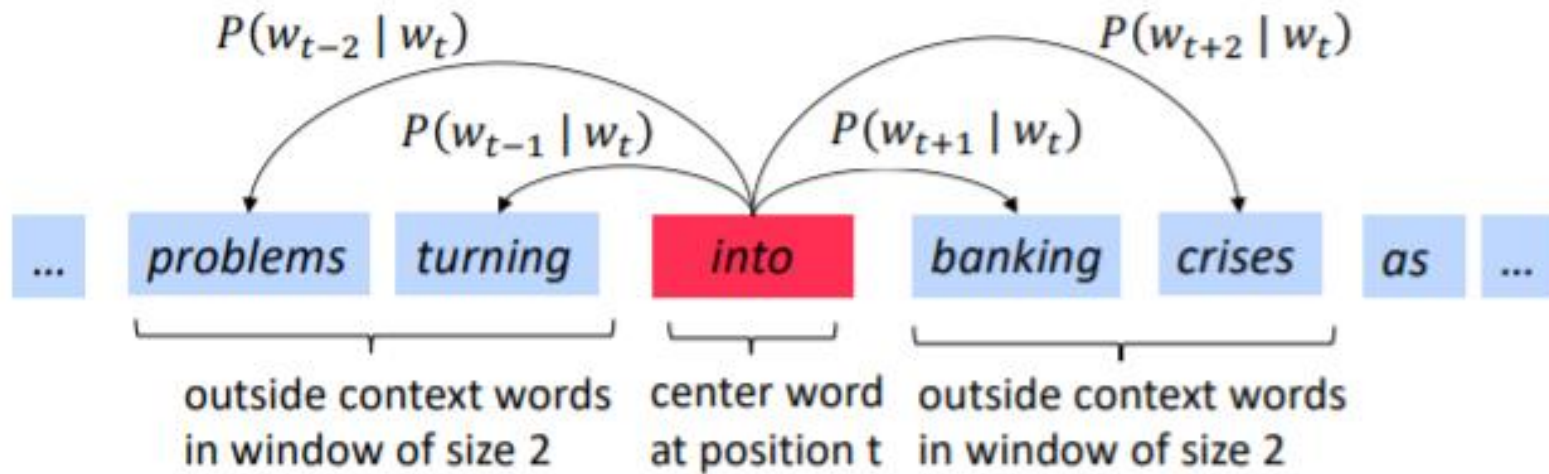 P(w_{t−2} | w_t) P(w_{t+2} | w_t)
P(w_{t−1} | w_t) P(w_{t+1} | w_t)
... problems turning into banking crises as ...
outside context words center word outside context words
in window of size 2 at position t in window of size 2